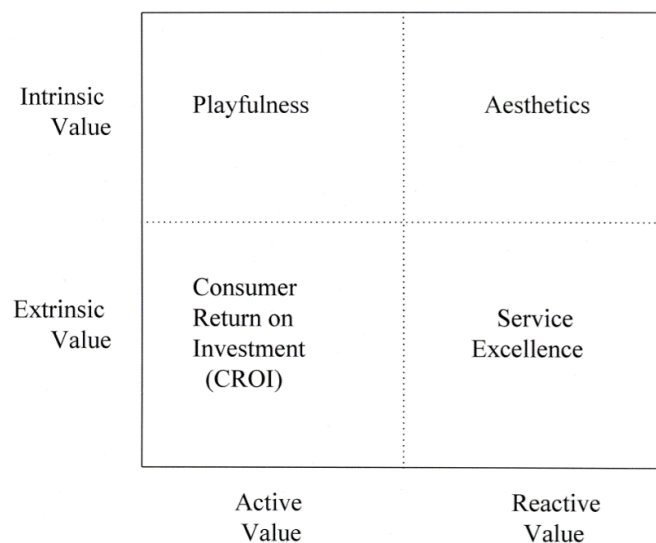 Intrinsic
Value
Playfulness
Aesthetics
Extrinsic
Value
Consumer
Return on
Investment
(CROI)
Service
Excellence
Active
Value
Reactive
Value